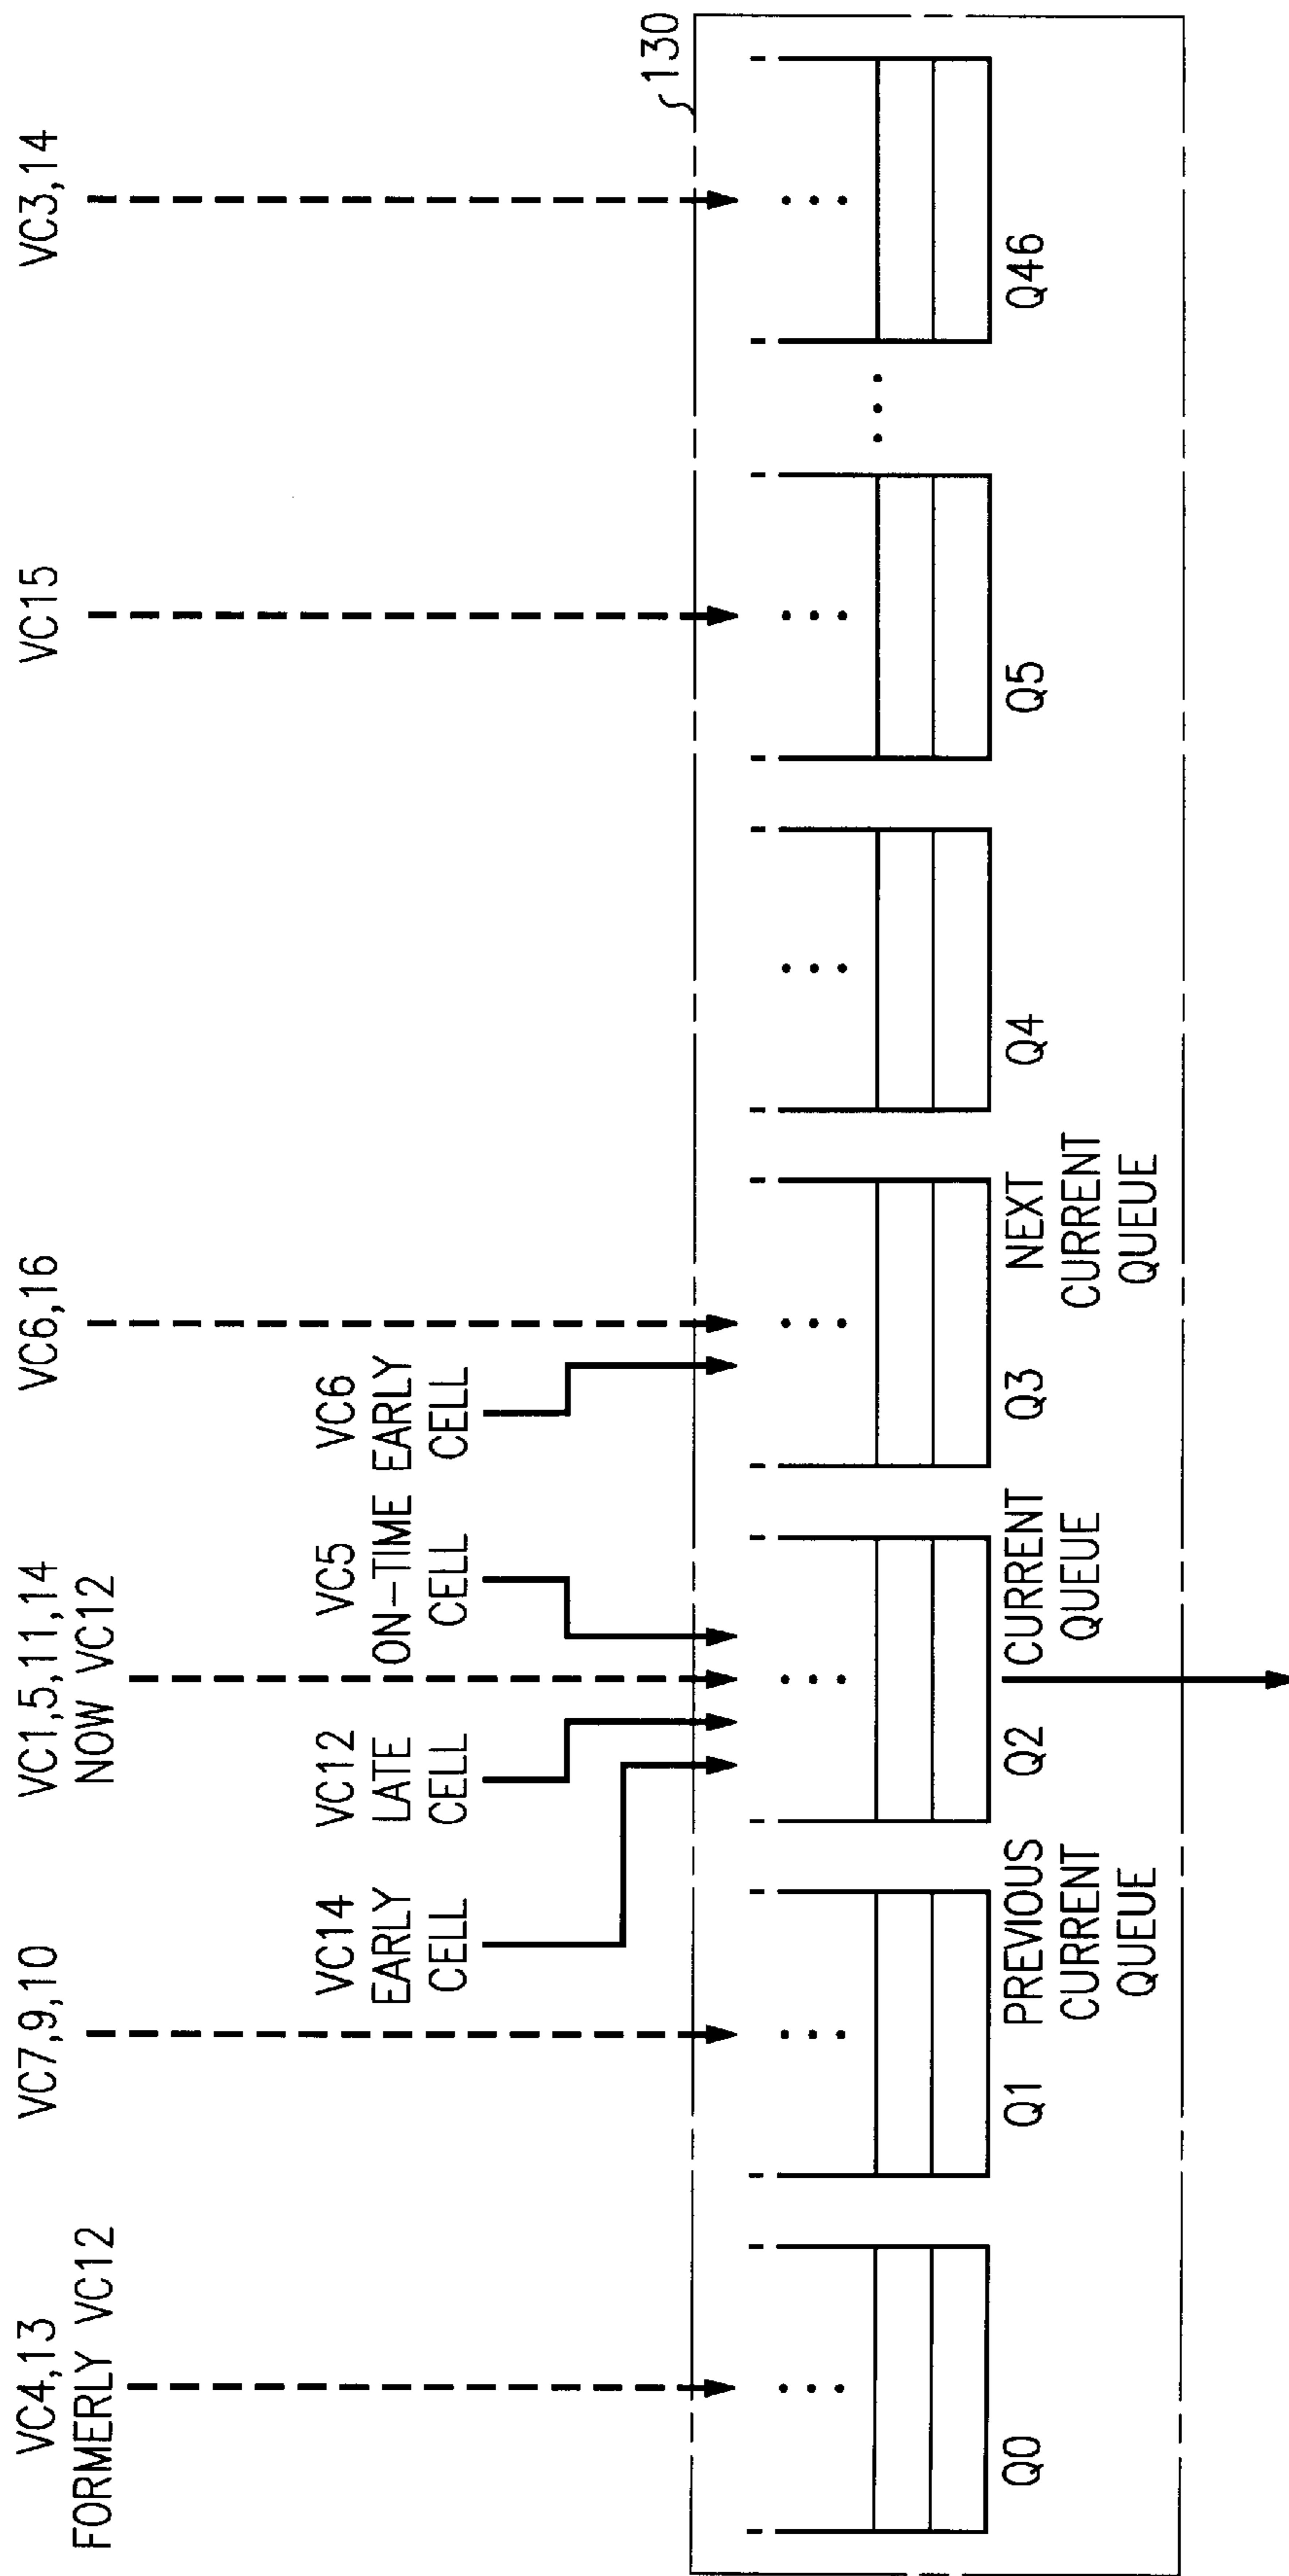 VC4,13
FORMERLY VC12
VC7,9,10
VC1,5,11,14
NOW VC12
VC6,16
VC15
VC3,14
VC14
EARLY
CELL
VC12
LATE
CELL
VC5
ON-TIME
CELL
VC6
EARLY
CELL
130
Q0
Q1 PREVIOUS
CURRENT
QUEUE
Q2 CURRENT
QUEUE
Q3 NEXT
CURRENT
QUEUE
Q4
Q5
Q46